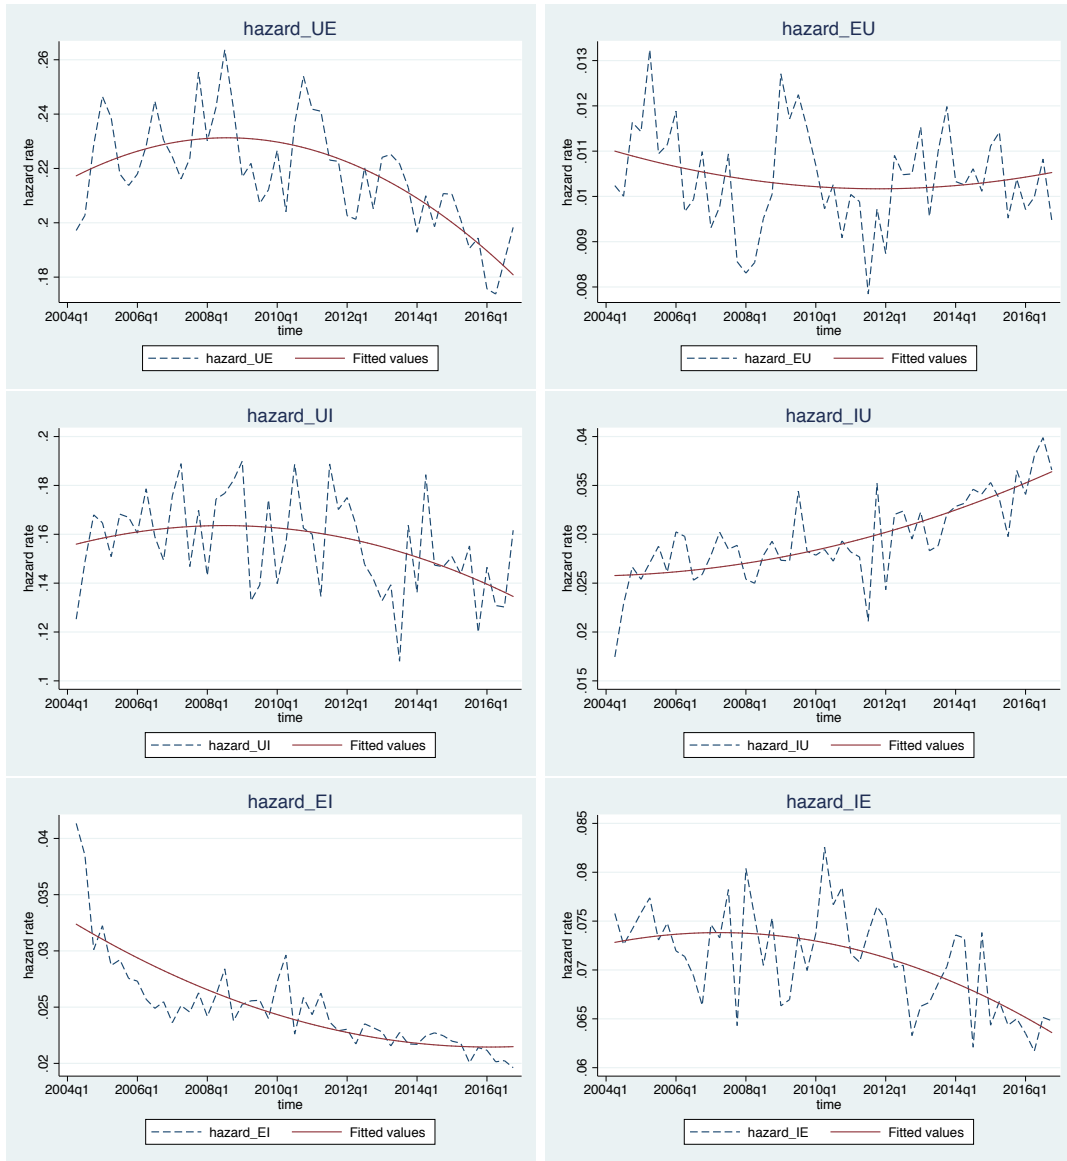 hazard_UE
hazard rate
.26
.24
.22
.2
.18
2004q1 2006q1 2008q1 2010q1 2012q1 2014q1 2016q1
time
hazard_UE Fitted values
hazard_EU
hazard rate
.013
.012
.011
.01
.009
.008
2004q1 2006q1 2008q1 2010q1 2012q1 2014q1 2016q1
time
hazard_EU Fitted values
hazard_UI
hazard rate
.2
.18
.16
.14
.12
.1
2004q1 2006q1 2008q1 2010q1 2012q1 2014q1 2016q1
time
hazard_UI Fitted values
hazard_IU
hazard rate
.04
.035
.03
.025
.02
.015
2004q1 2006q1 2008q1 2010q1 2012q1 2014q1 2016q1
time
hazard_IU Fitted values
hazard_EI
hazard rate
.04
.035
.03
.025
.02
2004q1 2006q1 2008q1 2010q1 2012q1 2014q1 2016q1
time
hazard_EI Fitted values
hazard_IE
hazard rate
.085
.08
.075
.07
.065
.06
2004q1 2006q1 2008q1 2010q1 2012q1 2014q1 2016q1
time
hazard_IE Fitted values